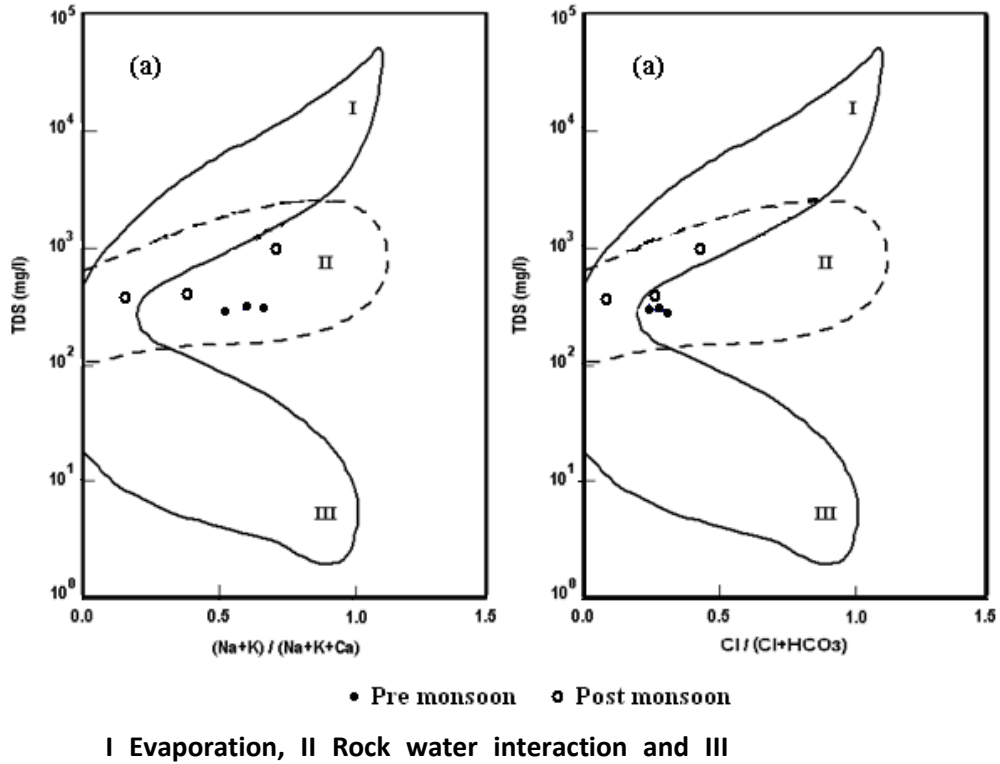 10⁵ 10⁵
(a) (a)
I I
10⁴ 10⁴
10³ 10³
II II
TDS (mg/l) TDS (mg/l)
10² 10²
10¹ 10¹
III III
10⁰ 10⁰
0.0 0.5 1.0 1.5 0.0 0.5 1.0 1.5
(Na+K) / (Na+K+Ca) Cl / (Cl+HCO₃)
Pre monsoon Post monsoon
I Evaporation, II Rock water interaction and III